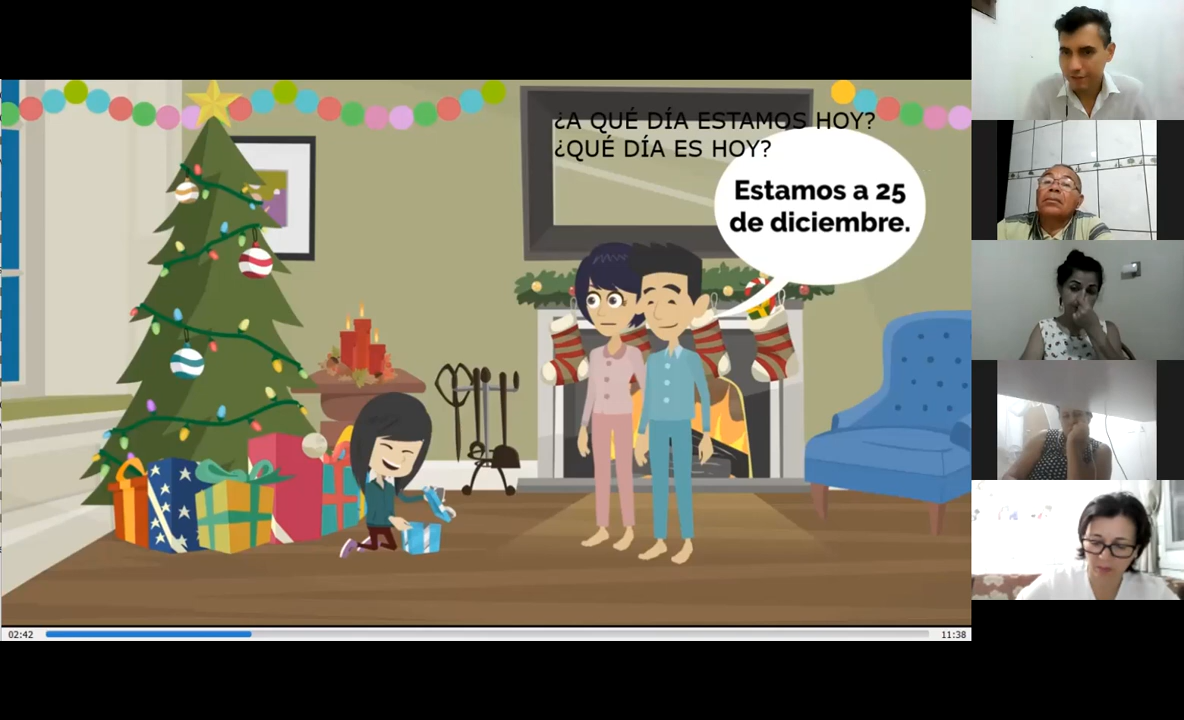 ¿A QUÉ DÍA ESTAMOS HOY?
¿QUÉ DÍA ES HOY?
Estamos a 25
de diciembre.
02:42
11:38